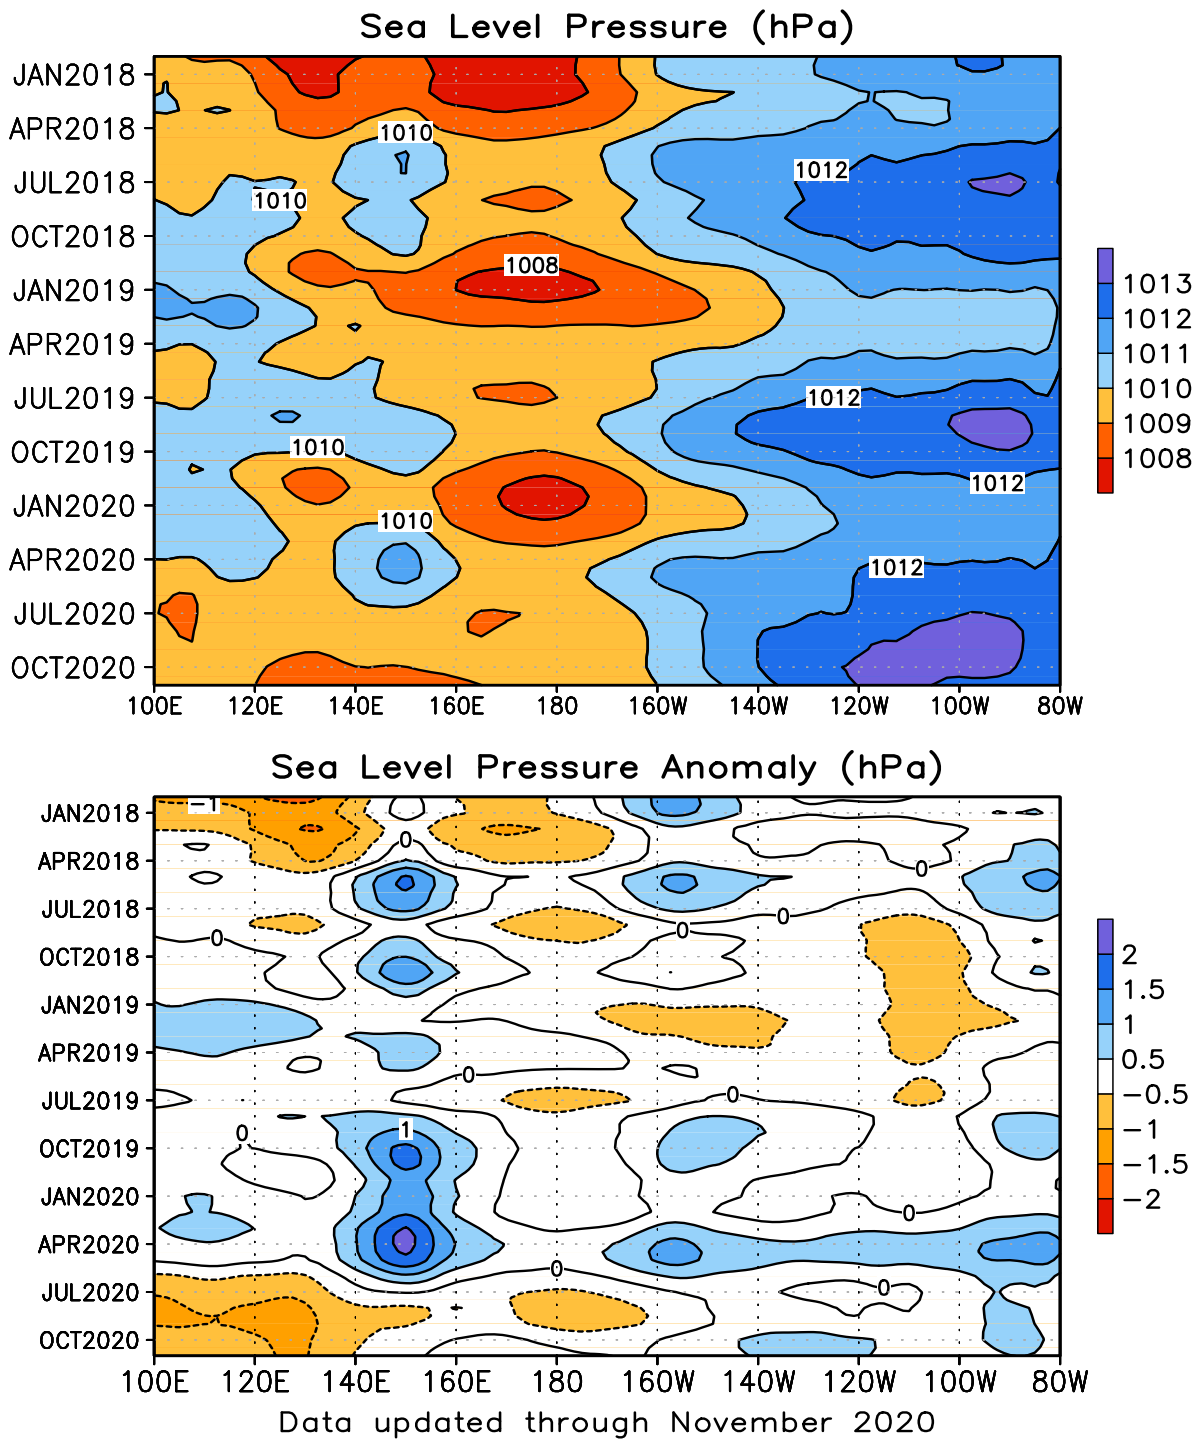 Sea Level Pressure (hPa)
JAN2018
APR2018
JUL2018
OCT2018
JAN2019
APR2019
JUL2019
OCT2019
JAN2020
APR2020
JUL2020
OCT2020
1010
1012
1010
1008
1012
1010
1012
1010
1012
1013
1012
1011
1010
1009
1008
100E 120E 140E 160E 180 160W 140W 120W 100W 80W
Sea Level Pressure Anomaly (hPa)
JAN2018
APR2018
JUL2018
OCT2018
JAN2019
APR2019
JUL2019
OCT2019
JAN2020
APR2020
JUL2020
OCT2020
-1
0
0
0
0
0
0
0
1
0
0
0
0
2
1.5
1
0.5
-0.5
-1
-1.5
-2
100E 120E 140E 160E 180 160W 140W 120W 100W 80W
Data updated through November 2020